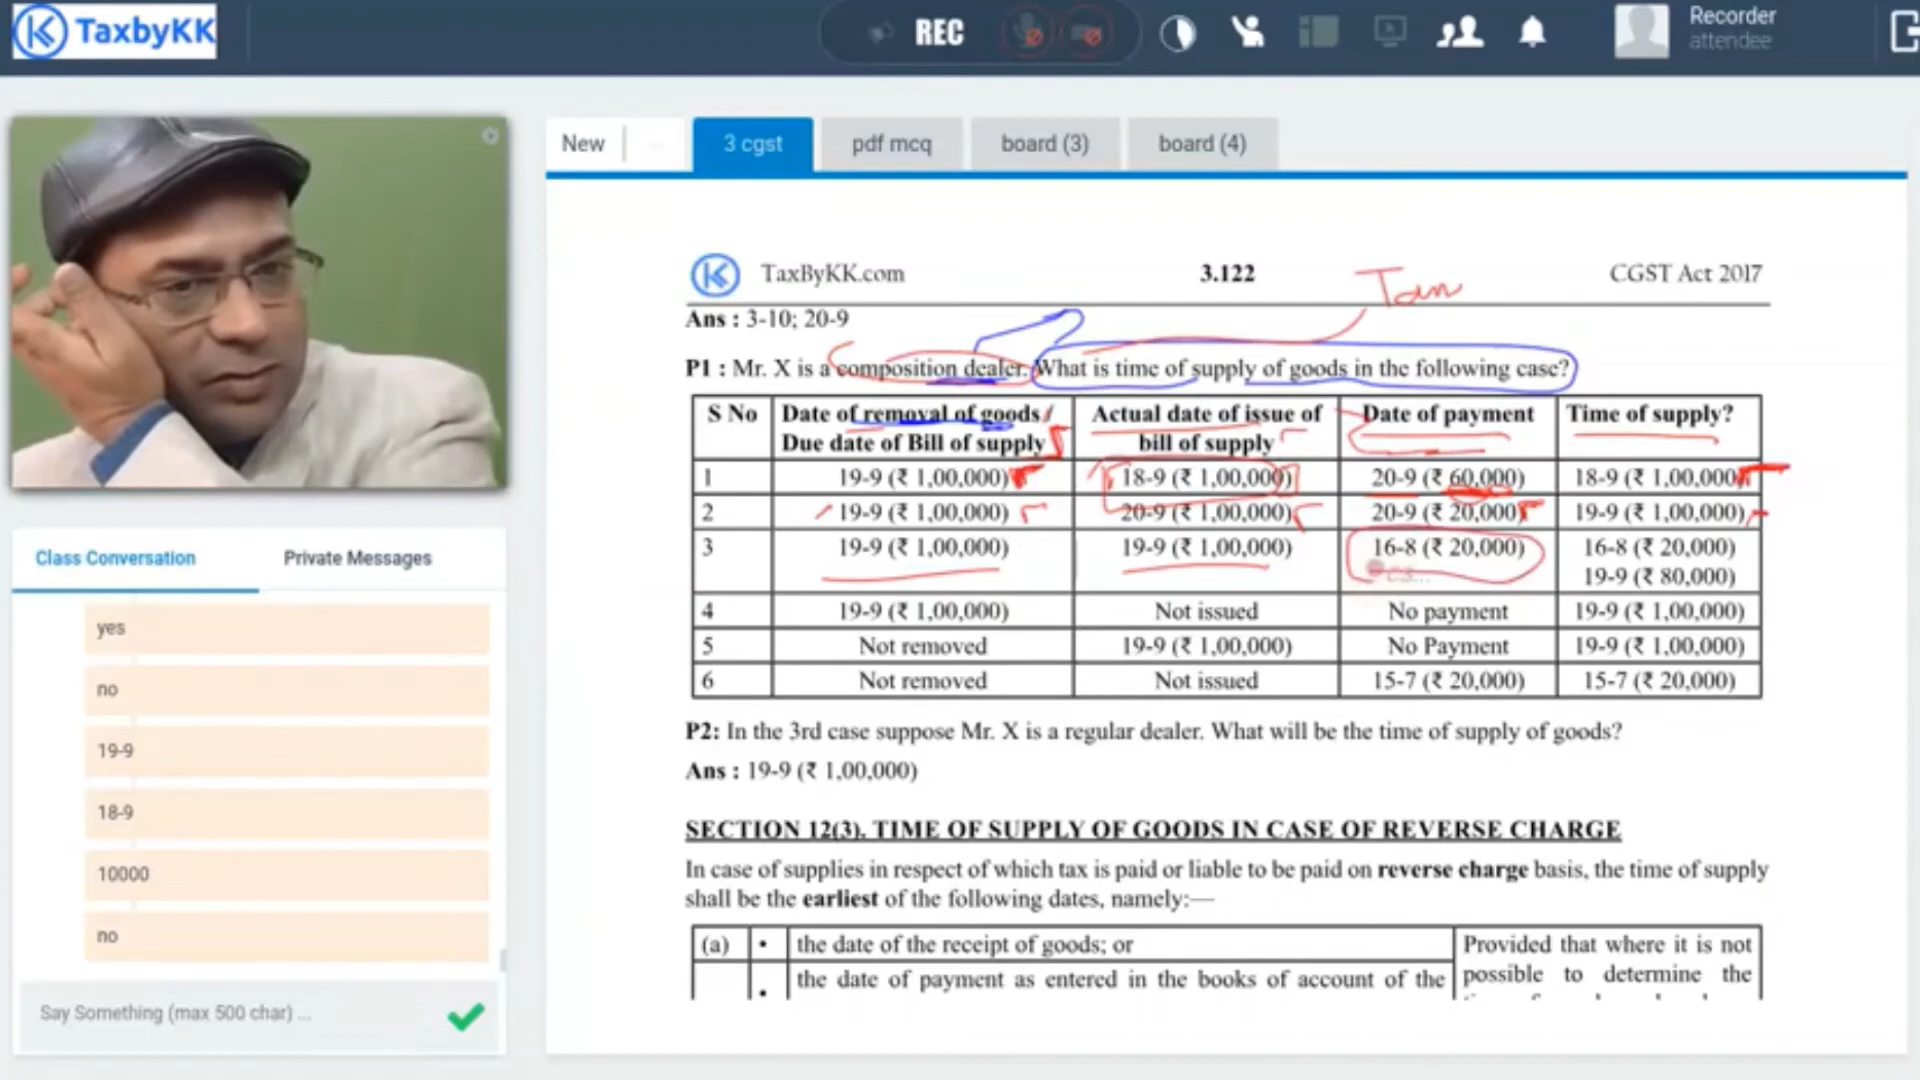 TaxbyKK
REC
Recorder
attendee
New
3 cgst
pdf mcq
board (3)
board (4)
TaxByKK.com
3.122
CGST Act 2017
Ans : 3-10; 20-9
P1 : Mr. X is a composition dealer. What is time of supply of goods in the following case?
S No
Date of removal of goods/
Due date of Bill of supply
Actual date of issue of
bill of supply
Date of payment
Time of supply?
1
19-9 (₹ 1,00,000)
18-9 (₹ 1,00,000)
20-9 (₹ 60,000)
18-9 (₹ 1,00,000)
2
19-9 (₹ 1,00,000)
20-9 (₹ 1,00,000)
20-9 (₹ 20,000)
19-9 (₹ 1,00,000)
3
19-9 (₹ 1,00,000)
19-9 (₹ 1,00,000)
16-8 (₹ 20,000)
16-8 (₹ 20,000)
19-9 (₹ 80,000)
4
19-9 (₹ 1,00,000)
Not issued
No payment
19-9 (₹ 1,00,000)
5
Not removed
19-9 (₹ 1,00,000)
No Payment
19-9 (₹ 1,00,000)
6
Not removed
Not issued
15-7 (₹ 20,000)
15-7 (₹ 20,000)
P2: In the 3rd case suppose Mr. X is a regular dealer. What will be the time of supply of goods?
Ans : 19-9 (₹ 1,00,000)
SECTION 12(3). TIME OF SUPPLY OF GOODS IN CASE OF REVERSE CHARGE
In case of supplies in respect of which tax is paid or liable to be paid on reverse charge basis, the time of supply
shall be the earliest of the following dates, namely:—
(a)
• the date of the receipt of goods; or
• the date of payment as entered in the books of account of the
Provided that where it is not
possible to determine the
Class Conversation
Private Messages
yes
no
19-9
18-9
10000
no
Say Something (max 500 char) ...